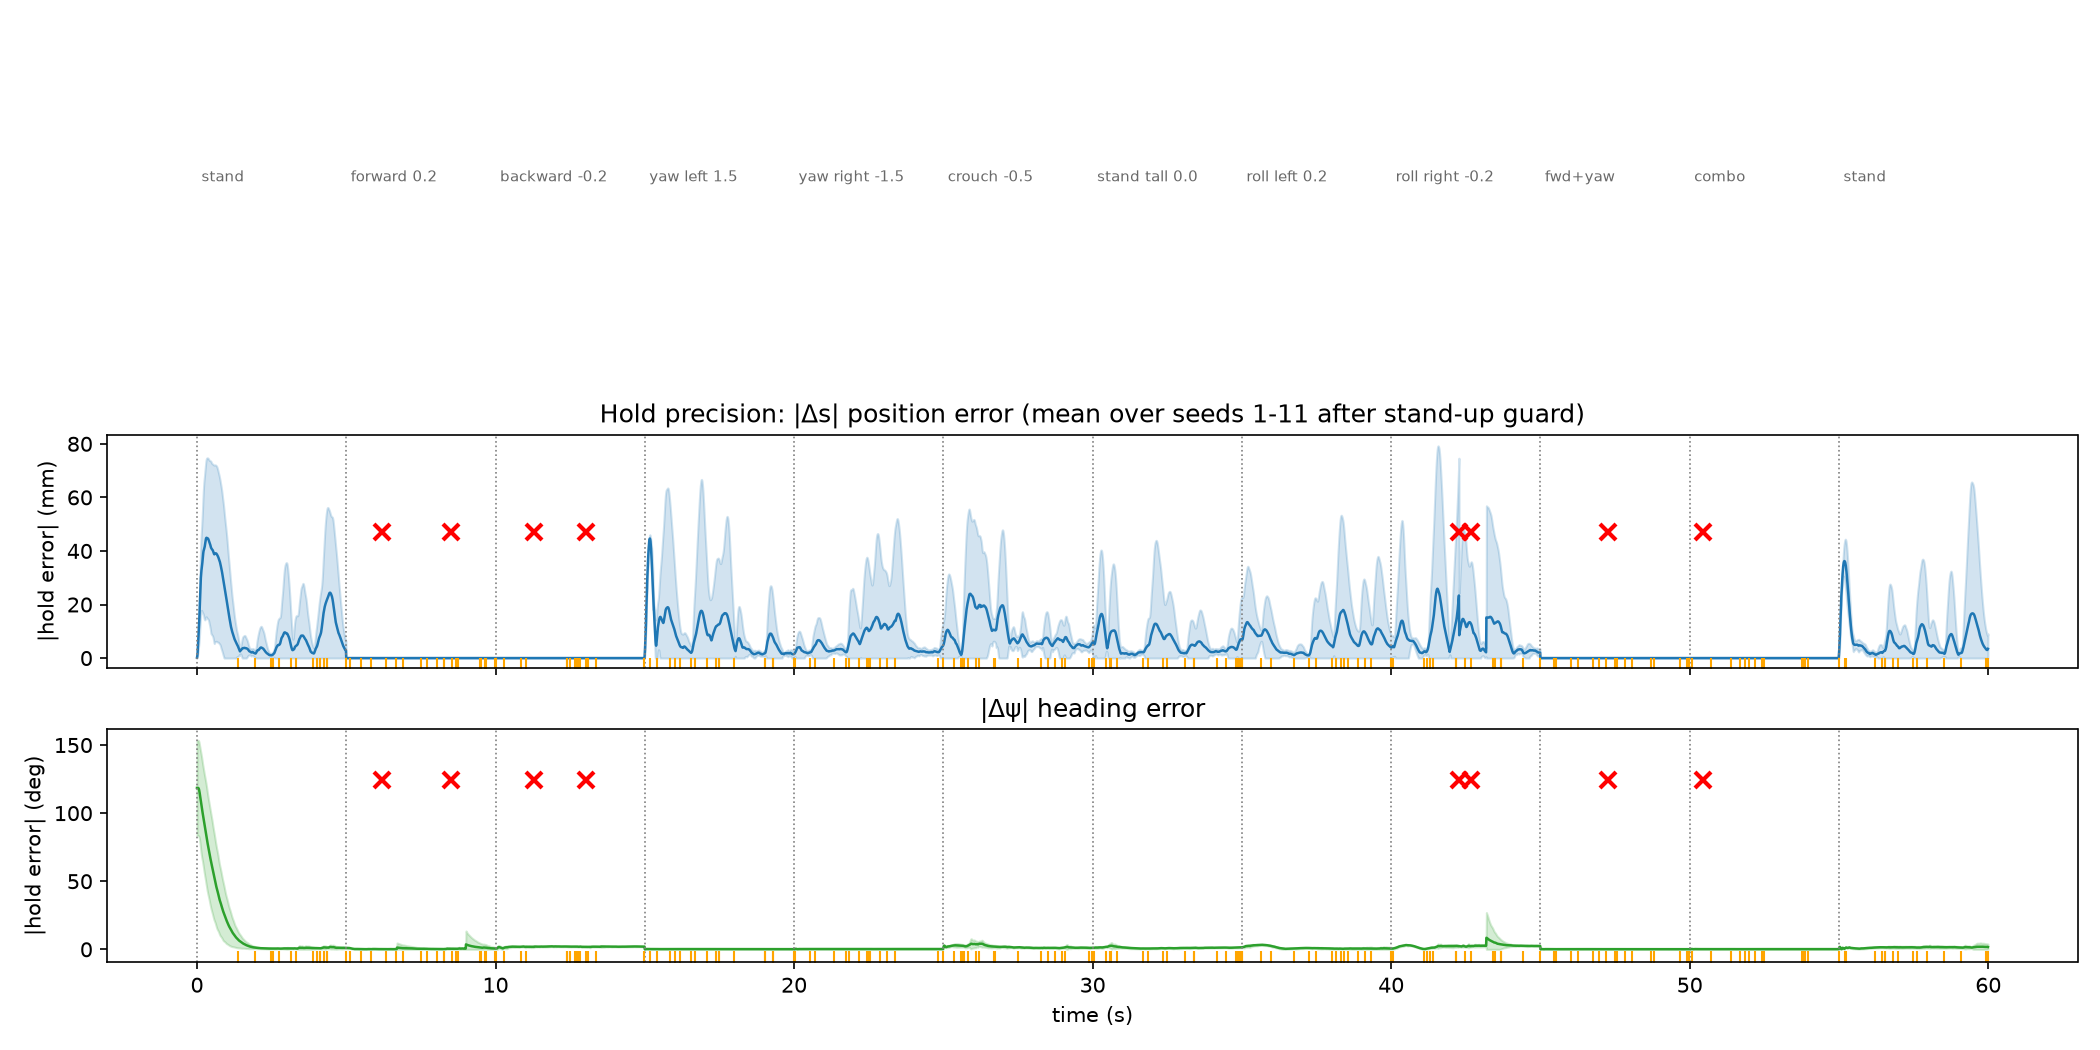 stand forward 0.2 backward -0.2 yaw left 1.5 yaw right -1.5 crouch -0.5 stand tall 0.0 roll left 0.2 roll right -0.2 fwd+yaw combo stand
Hold precision: |Δs| position error (mean over seeds 1-11 after stand-up guard)
|hold error| (mm)
80
60
40
20
0
|Δψ| heading error
|hold error| (deg)
150
100
50
0
0 10 20 30 40 50 60
time (s)